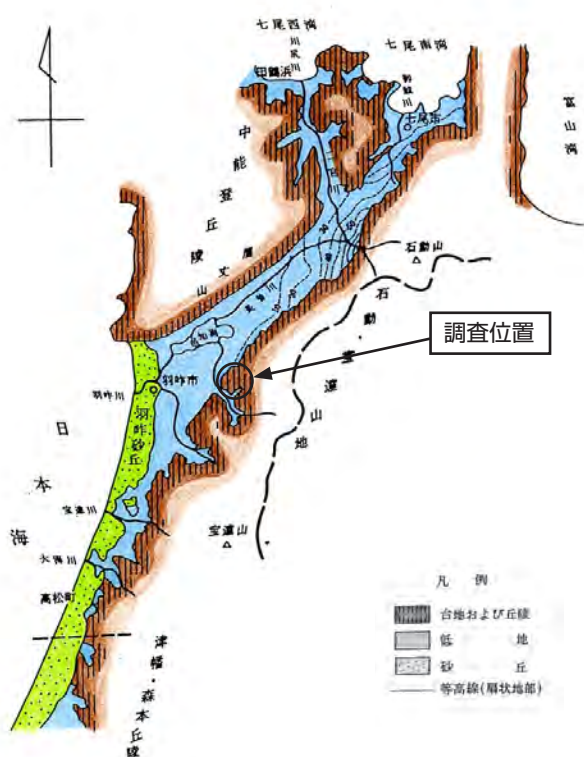 七尾西湾
七尾南湾
田鶴浜
七尾市
富山湾
中能登丘陵
眉丈山
石動山
石動・宝達山地
調査位置
羽咋川
羽咋市
羽咋砂丘
日本海
宝達川
宝達山
大海川
高松町
津幡・森本丘陵
凡例
台地および丘陵
低地
砂丘
等高線(扇状地部)